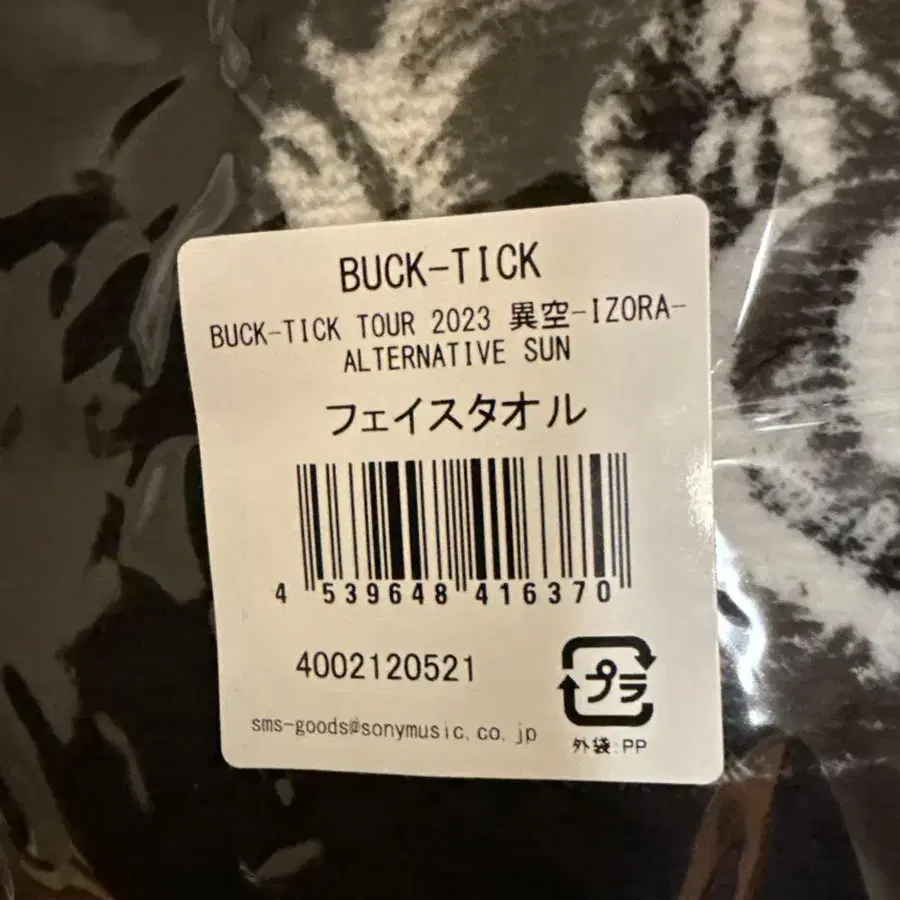 BUCK-TICK
BUCK-TICK TOUR 2023 異空-IZORA-
ALTERNATIVE SUN
フェイスタオル
4 539648 416370
4002120521
プラ
sms-goods@sonymusic.co.jp
外袋:PP